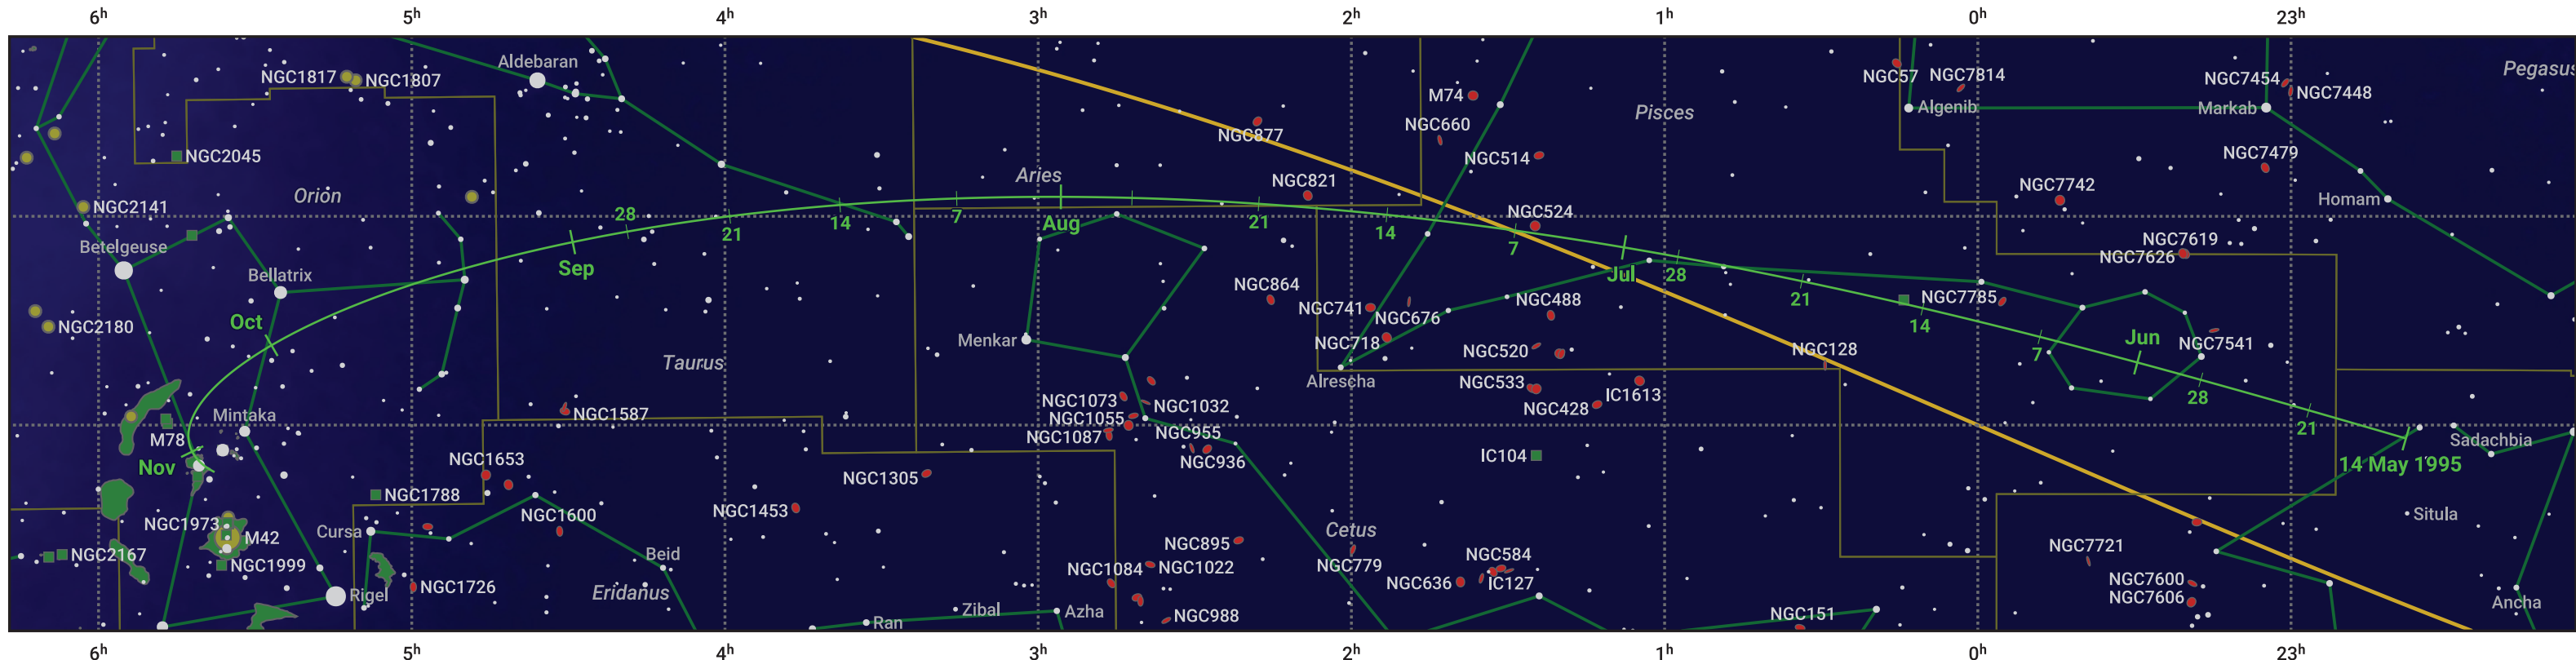 6h 5h 4h 3h 2h 1h 0h 23h
Aldebaran
NGC1817
NGC1807
M74
NGC57
NGC7814
NGC7454
Pegasus
NGC7448
Algenib
Markab
Pisces
NGC877
NGC660
NGC514
NGC2045
NGC7479
Orion
Aries
NGC821
NGC7742
Homam
NGC2141
28
7
Aug
21
14
NGC524
Betelgeuse
21
14
7
NGC7619
NGC7626
Bellatrix
Sep
Jul
28
NGC864
NGC741
NGC676
NGC488
21
NGC7785
14
Oct
NGC2180
Menkar
NGC718
NGC520
NGC128
7
Jun
NGC7541
Taurus
Alrescha
NGC533
IC1613
28
NGC1073
NGC1032
NGC428
Mintaka
NGC1587
NGC1055
NGC1087
NGC955
21
M78
NGC936
IC104
Sadachbia
Nov
NGC1653
14 May 1995
NGC1305
NGC1788
NGC1453
NGC1600
Cetus
Situla
NGC1973
M42
Cursa
NGC895
NGC7721
NGC2167
NGC1999
Beid
NGC1084
NGC1022
NGC779
NGC584
NGC636
IC127
NGC7600
NGC7606
Rigel
NGC1726
Eridanus
Zibal
Azha
NGC988
NGC151
Ancha
Ran
6h 5h 4h 3h 2h 1h 0h 23h